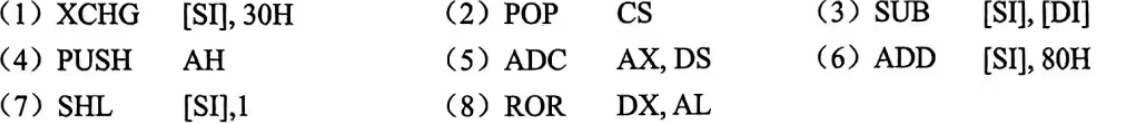 (1) XCHG [SI], 30H (2) POP CS (3) SUB [SI], [DI]
(4) PUSH AH (5) ADC AX, DS (6) ADD [SI], 80H
(7) SHL [SI],1 (8) ROR DX, AL